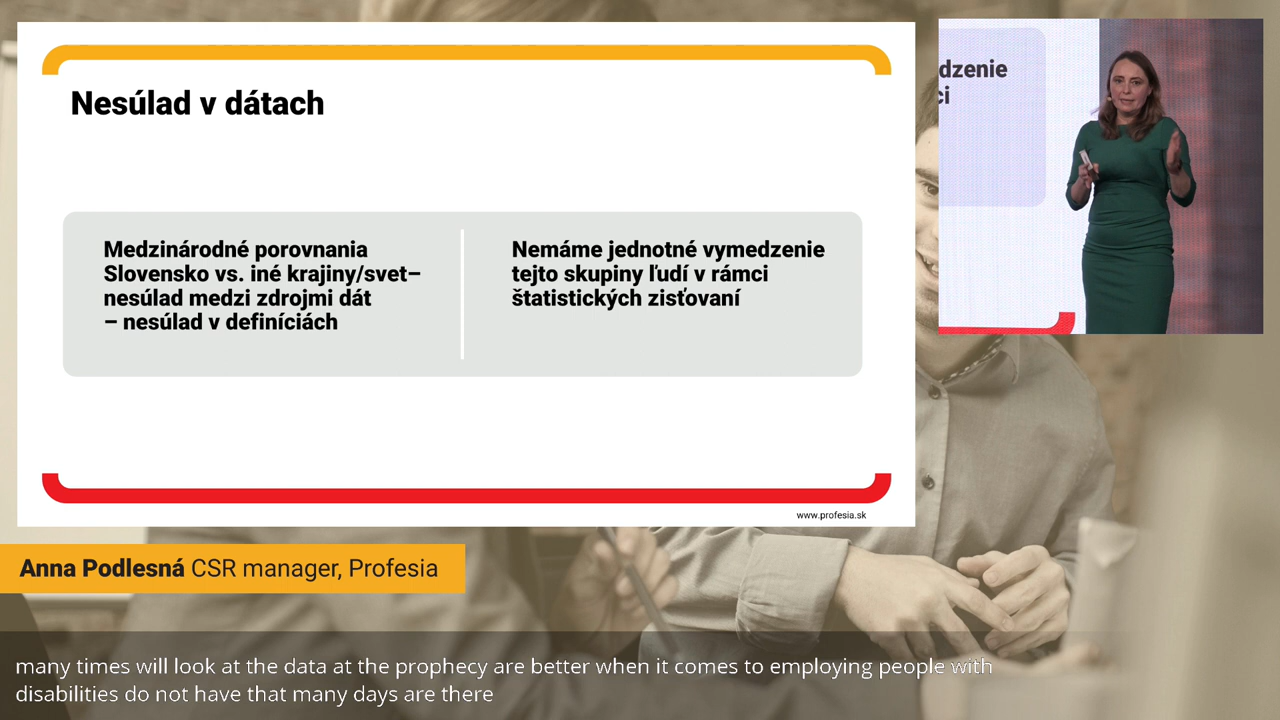 Nesúlad v dátach
Medzinárodné porovnania
Slovensko vs. iné krajiny/svet–
nesúlad medzi zdrojmi dát
– nesúlad v definíciách
Nemáme jednotné vymedzenie
tejto skupiny ľudí v rámci
štatistických zisťovaní
www.profesia.sk
dzenie
ci
Anna Podlesná CSR manager, Profesia
many times will look at the data at the prophecy are better when it comes to employing people with
disabilities do not have that many days are there